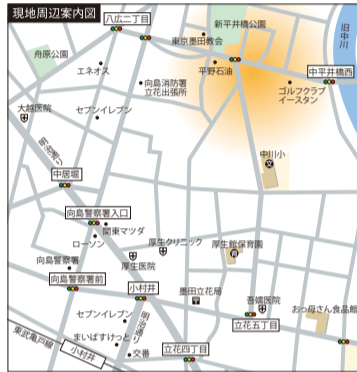 現地周辺案内図
八広二丁目
新平井橋公園
旧中川
東京墨田教会
舟原公園
エネオス
平野石油
中平井橋西
向島消防署
立花出張所
ゴルフクラブ
イースタン
大越医院
セブンイレブン
明治通り
中川小
中居堀
向島警察署入口
関東マツダ
ローソン
厚生クリニック
厚生館保育園
向島警察署
厚生医院
向島警察署前
小村井
墨田立花局
吾嬬医院
おっ母さん食品館
セブンイレブン
明治通り
立花五丁目
まいばすけっと
東武亀戸線
小村井
交番
立花四丁目